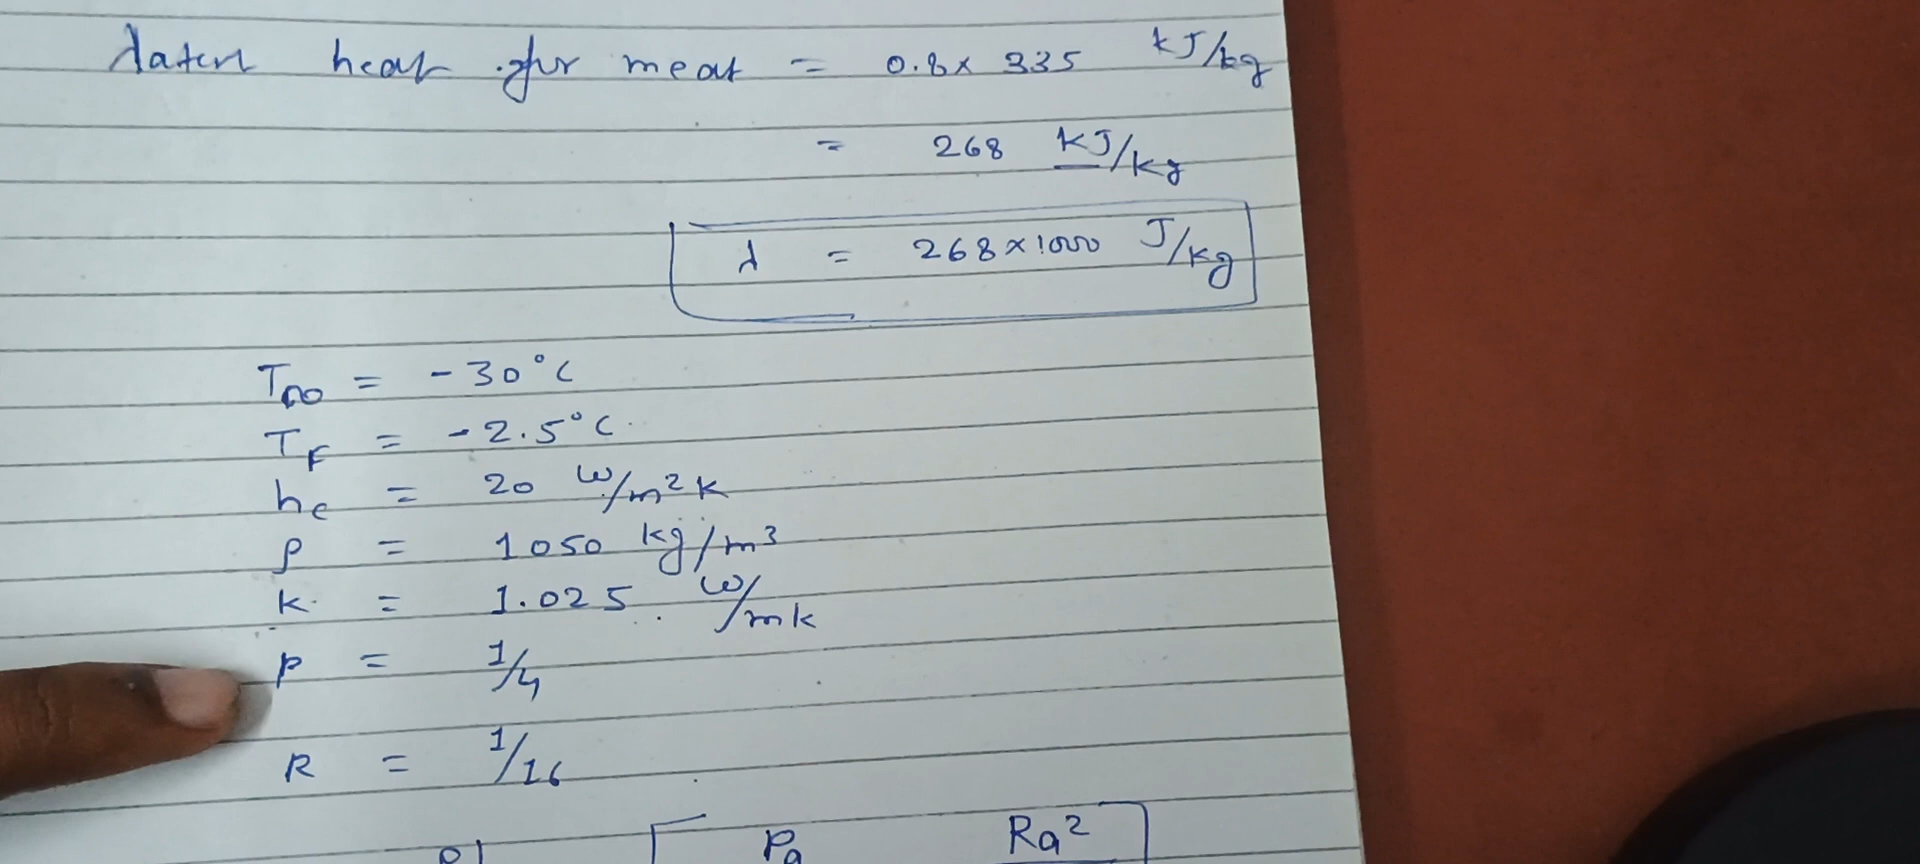 latent heat for meat = 0.8 x 335 kJ/kg
= 268 kJ/kg
λ = 268 x 1000 J/kg
T∞ = -30°C
TF = -2.5°C.
hc = 20 W/m²K
ρ = 1050 kg/m³
k. = 1.025 W/mk
P = 1/4
R = 1/16
Pa Ra²